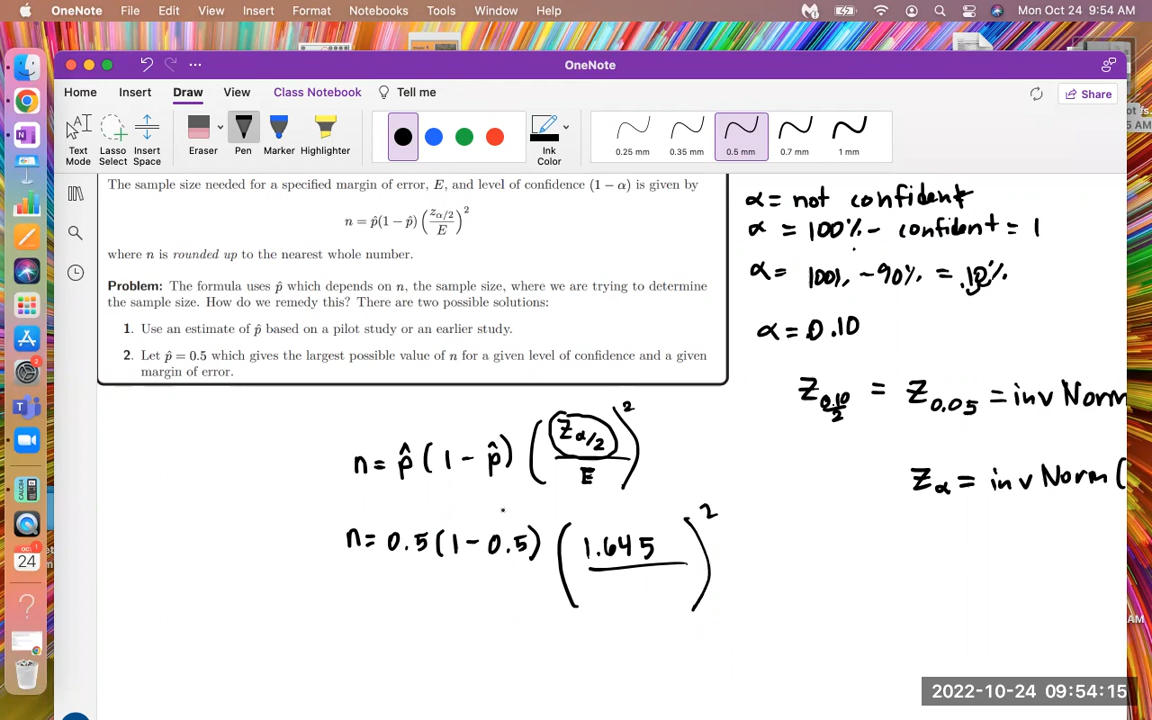 OneNote File Edit View Insert Format Notebooks Tools Window Help Mon Oct 24 9:54 AM
OneNote
Home Insert Draw View Class Notebook Tell me Share
Text Mode
Lasso Select
Insert Space
Eraser
Pen
Marker
Highlighter
Ink Color
0.25 mm 0.35 mm 0.5 mm 0.7 mm 1 mm
The sample size needed for a specified margin of error, E, and level of confidence (1 − α) is given by
n = p̂(1 − p̂) (z_{α/2}/E)²
where n is rounded up to the nearest whole number.
Problem: The formula uses p̂ which depends on n, the sample size, where we are trying to determine
the sample size. How do we remedy this? There are two possible solutions:
1. Use an estimate of p̂ based on a pilot study or an earlier study.
2. Let p̂ = 0.5 which gives the largest possible value of n for a given level of confidence and a given
margin of error.
α = not confident
α = 100% − confident = 1
α = 100% − 90% = .10%
α = 0.10
Z_{0.10/2} = Z_{0.05} = invNorm
Z_α = invNorm(
n = p̂(1 − p̂) (Z_{α/2}/E)²
n = 0.5(1 − 0.5) (1.645)²
OCT
24
2022-10-24 09:54:15